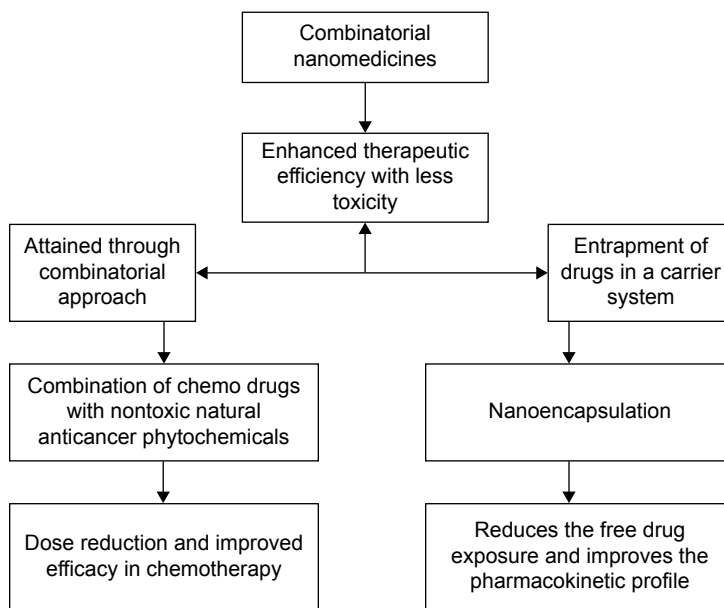 Combinatorial
nanomedicines
Enhanced therapeutic
efficiency with less
toxicity
Attained through
combinatorial
approach
Entrapment of
drugs in a carrier
system
Combination of chemo drugs
with nontoxic natural
anticancer phytochemicals
Nanoencapsulation
Dose reduction and improved
efficacy in chemotherapy
Reduces the free drug
exposure and improves the
pharmacokinetic profile